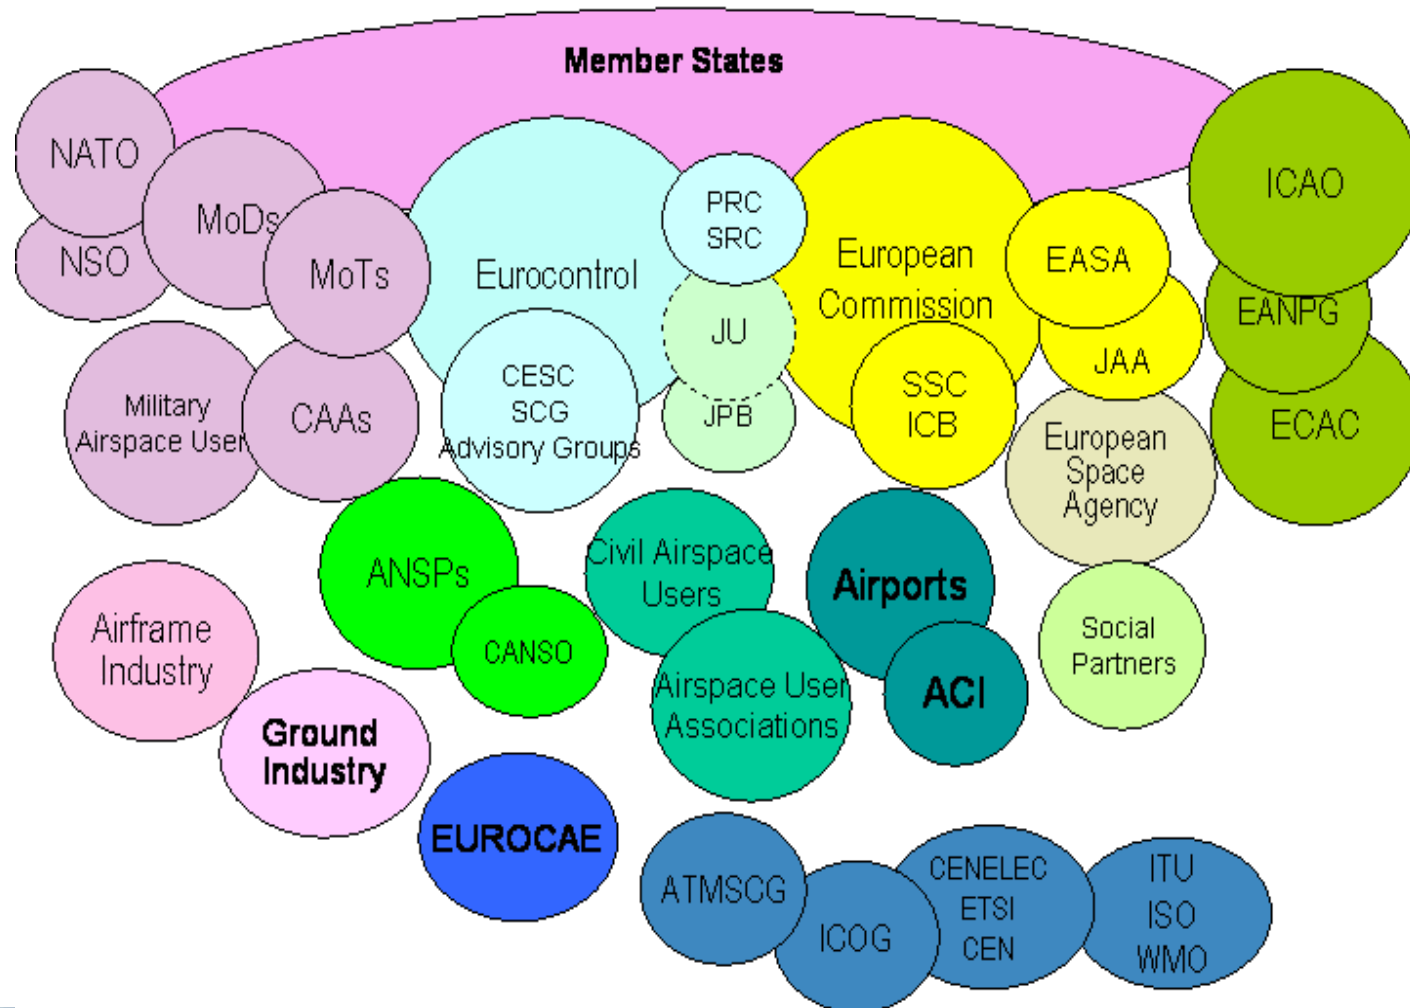 Member States
NATO
NSO
MoDs
MoTs
Military
Airspace User
CAAs
Eurocontrol
CESC
SCG
Advisory Groups
PRC
SRC
JU
JPB
European
Commission
SSC
ICB
EASA
JAA
European
Space
Agency
ICAO
EANPG
ECAC
ANSPs
CANSO
Civil Airspace
Users
Airspace User
Associations
Airports
ACI
Social
Partners
Airframe
Industry
Ground
Industry
EUROCAE
ATMSCG
ICOG
CENELEC
ETSI
CEN
ITU
ISO
WMO